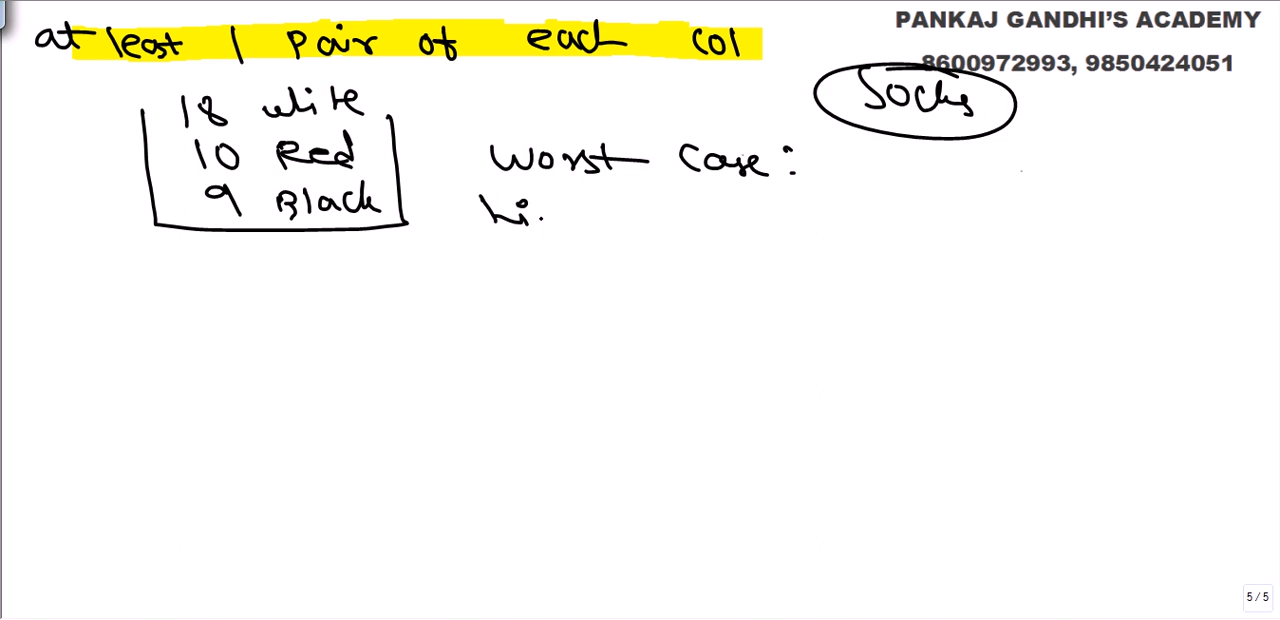 at least 1 pair of each col
PANKAJ GANDHI'S ACADEMY
8600972993, 9850424051
Socks
18 white
10 Red
9 Black
Worst case:
hi.
5 / 5